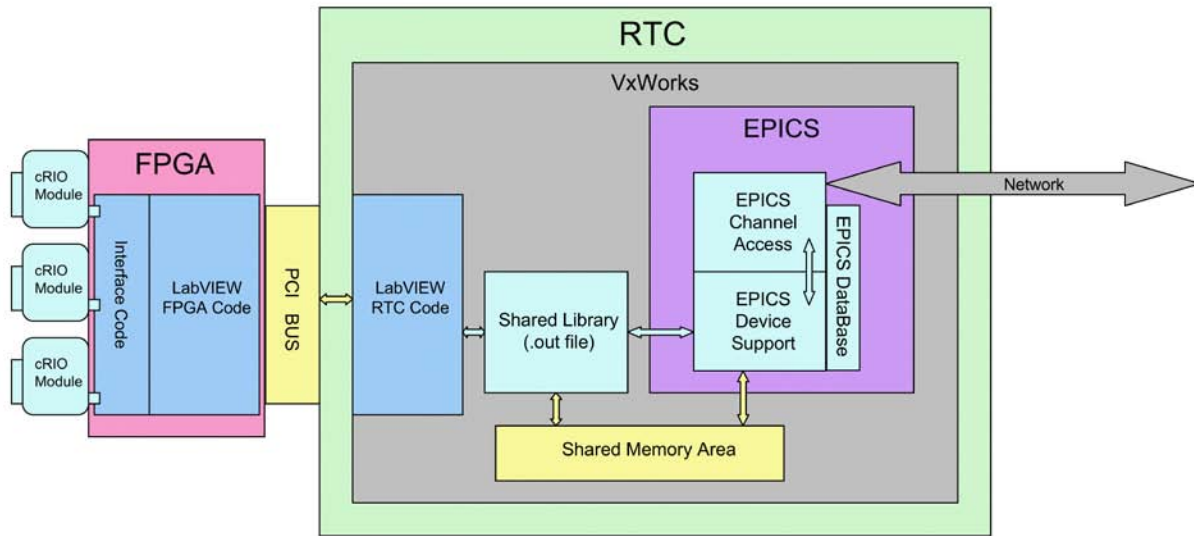 RTC
VxWorks
EPICS
FPGA
cRIO
Module
cRIO
Module
cRIO
Module
Interface Code
LabVIEW
FPGA Code
PCI BUS
LabVIEW
RTC Code
Shared Library
(.out file)
EPICS
Channel
Access
EPICS
Device
Support
EPICS DataBase
Network
Shared Memory Area